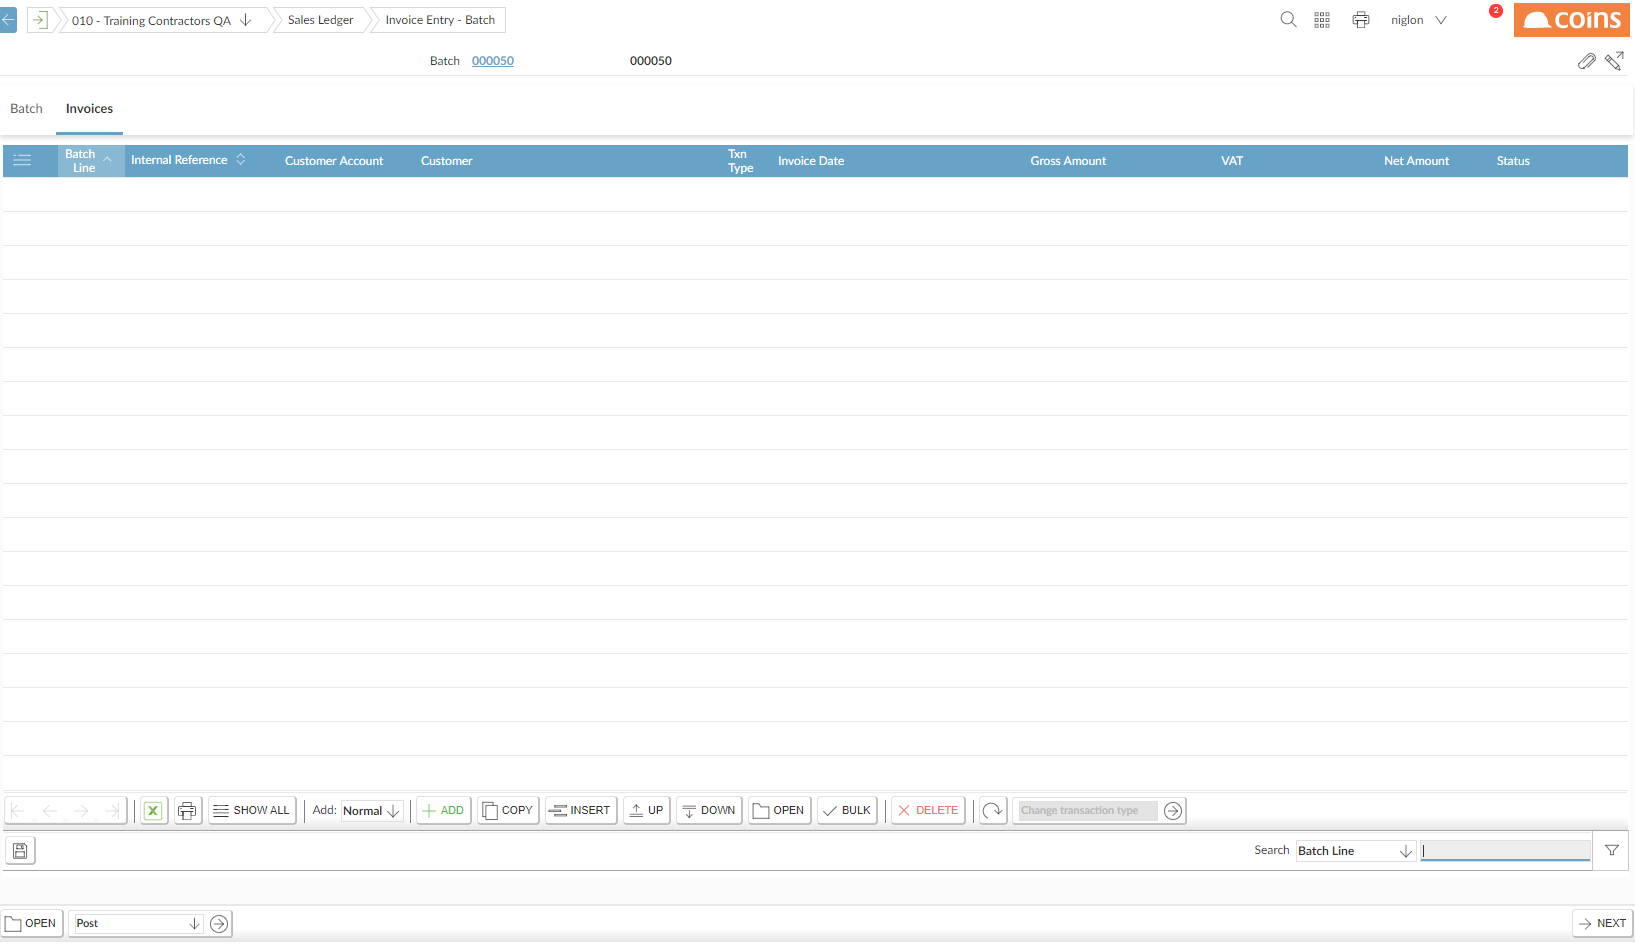 010 - Training Contractors QA
Sales Ledger
Invoice Entry - Batch
niglon
2
coins
Batch 000050 000050
Batch
Invoices
Batch Line
Internal Reference
Customer Account
Customer
Txn Type
Invoice Date
Gross Amount
VAT
Net Amount
Status
X
SHOW ALL
Add: Normal
ADD
COPY
INSERT
UP
DOWN
OPEN
BULK
DELETE
Change transaction type
Search Batch Line
OPEN
Post
NEXT